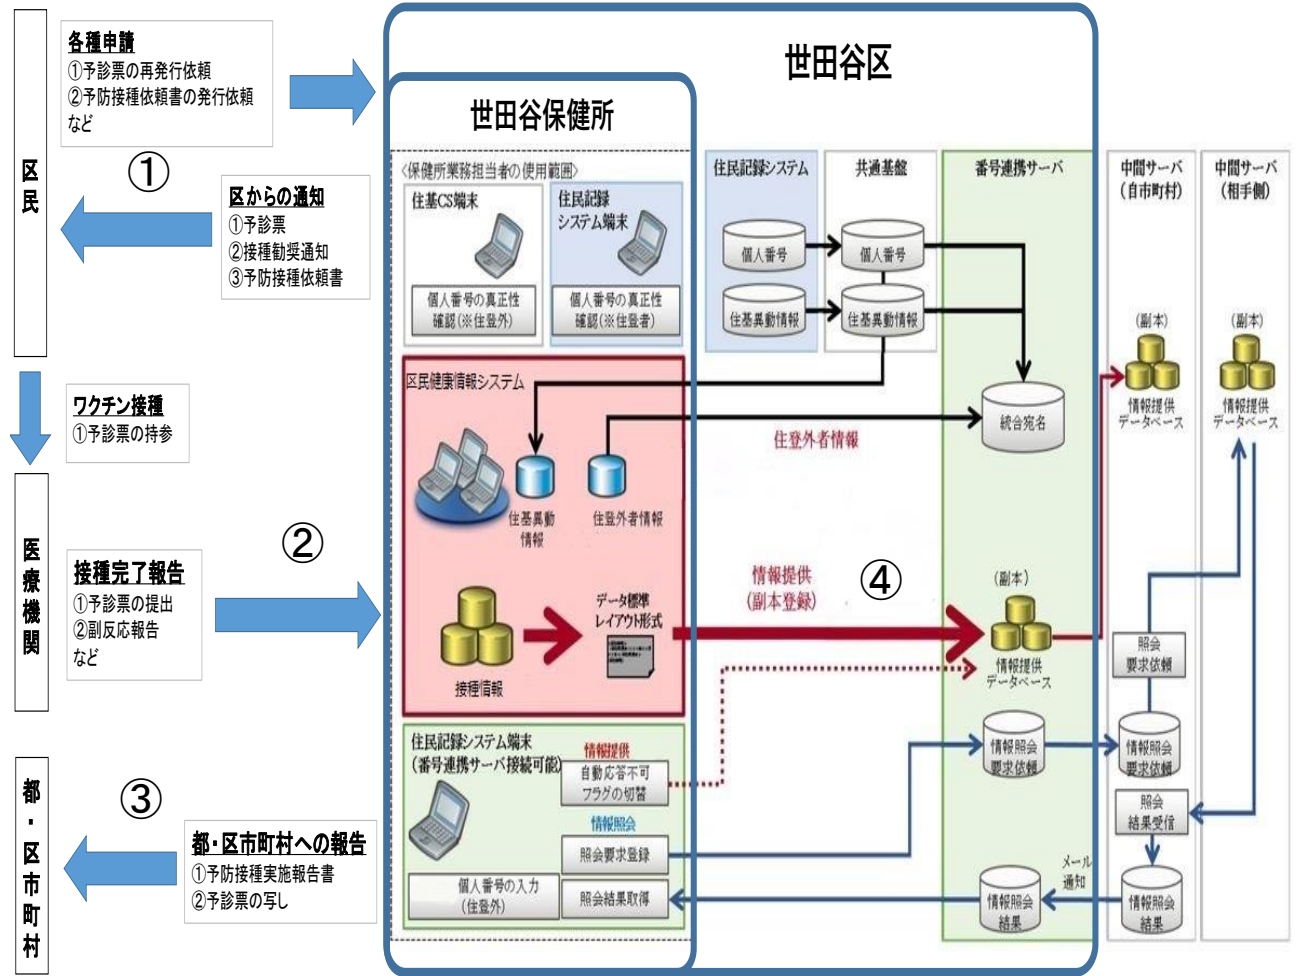 区民
各種申請
①予診票の再発行依頼
②予防接種依頼書の発行依頼
など
①
区からの通知
①予診票
②接種勧奨通知
③予防接種依頼書
ワクチン接種
①予診票の持参
医療機関
接種完了報告
①予診票の提出
②副反応報告
など
②
都・区市町村
③
都・区市町村への報告
①予防接種実施報告書
②予診票の写し
世田谷区
世田谷保健所
<保健所業務担当者の使用範囲>
住基CS端末
個人番号の真正性
確認(※住登外)
住民記録
システム端末
個人番号の真正性
確認(※住登者)
区民健康情報システム
住基異動
情報
住登外者情報
接種情報
データ標準
レイアウト形式
住民記録システム端末
(番号連携サーバ接続可能)
情報提供
自動応答不可
フラグの切替
情報照会
照会要求登録
個人番号の入力
(住登外)
照会結果取得
住民記録システム
個人番号
住基異動情報
共通基盤
個人番号
住基異動情報
住登外者情報
情報提供
(副本登録)
④
番号連携サーバ
統合宛名
(副本)
情報提供
データベース
情報照会
要求依頼
情報照会
結果
メール
通知
中間サーバ
(自市町村)
(副本)
情報提供
データベース
照会
要求依頼
情報照会
要求依頼
照会
結果受信
情報照会
結果
中間サーバ
(相手側)
(副本)
情報提供
データベース